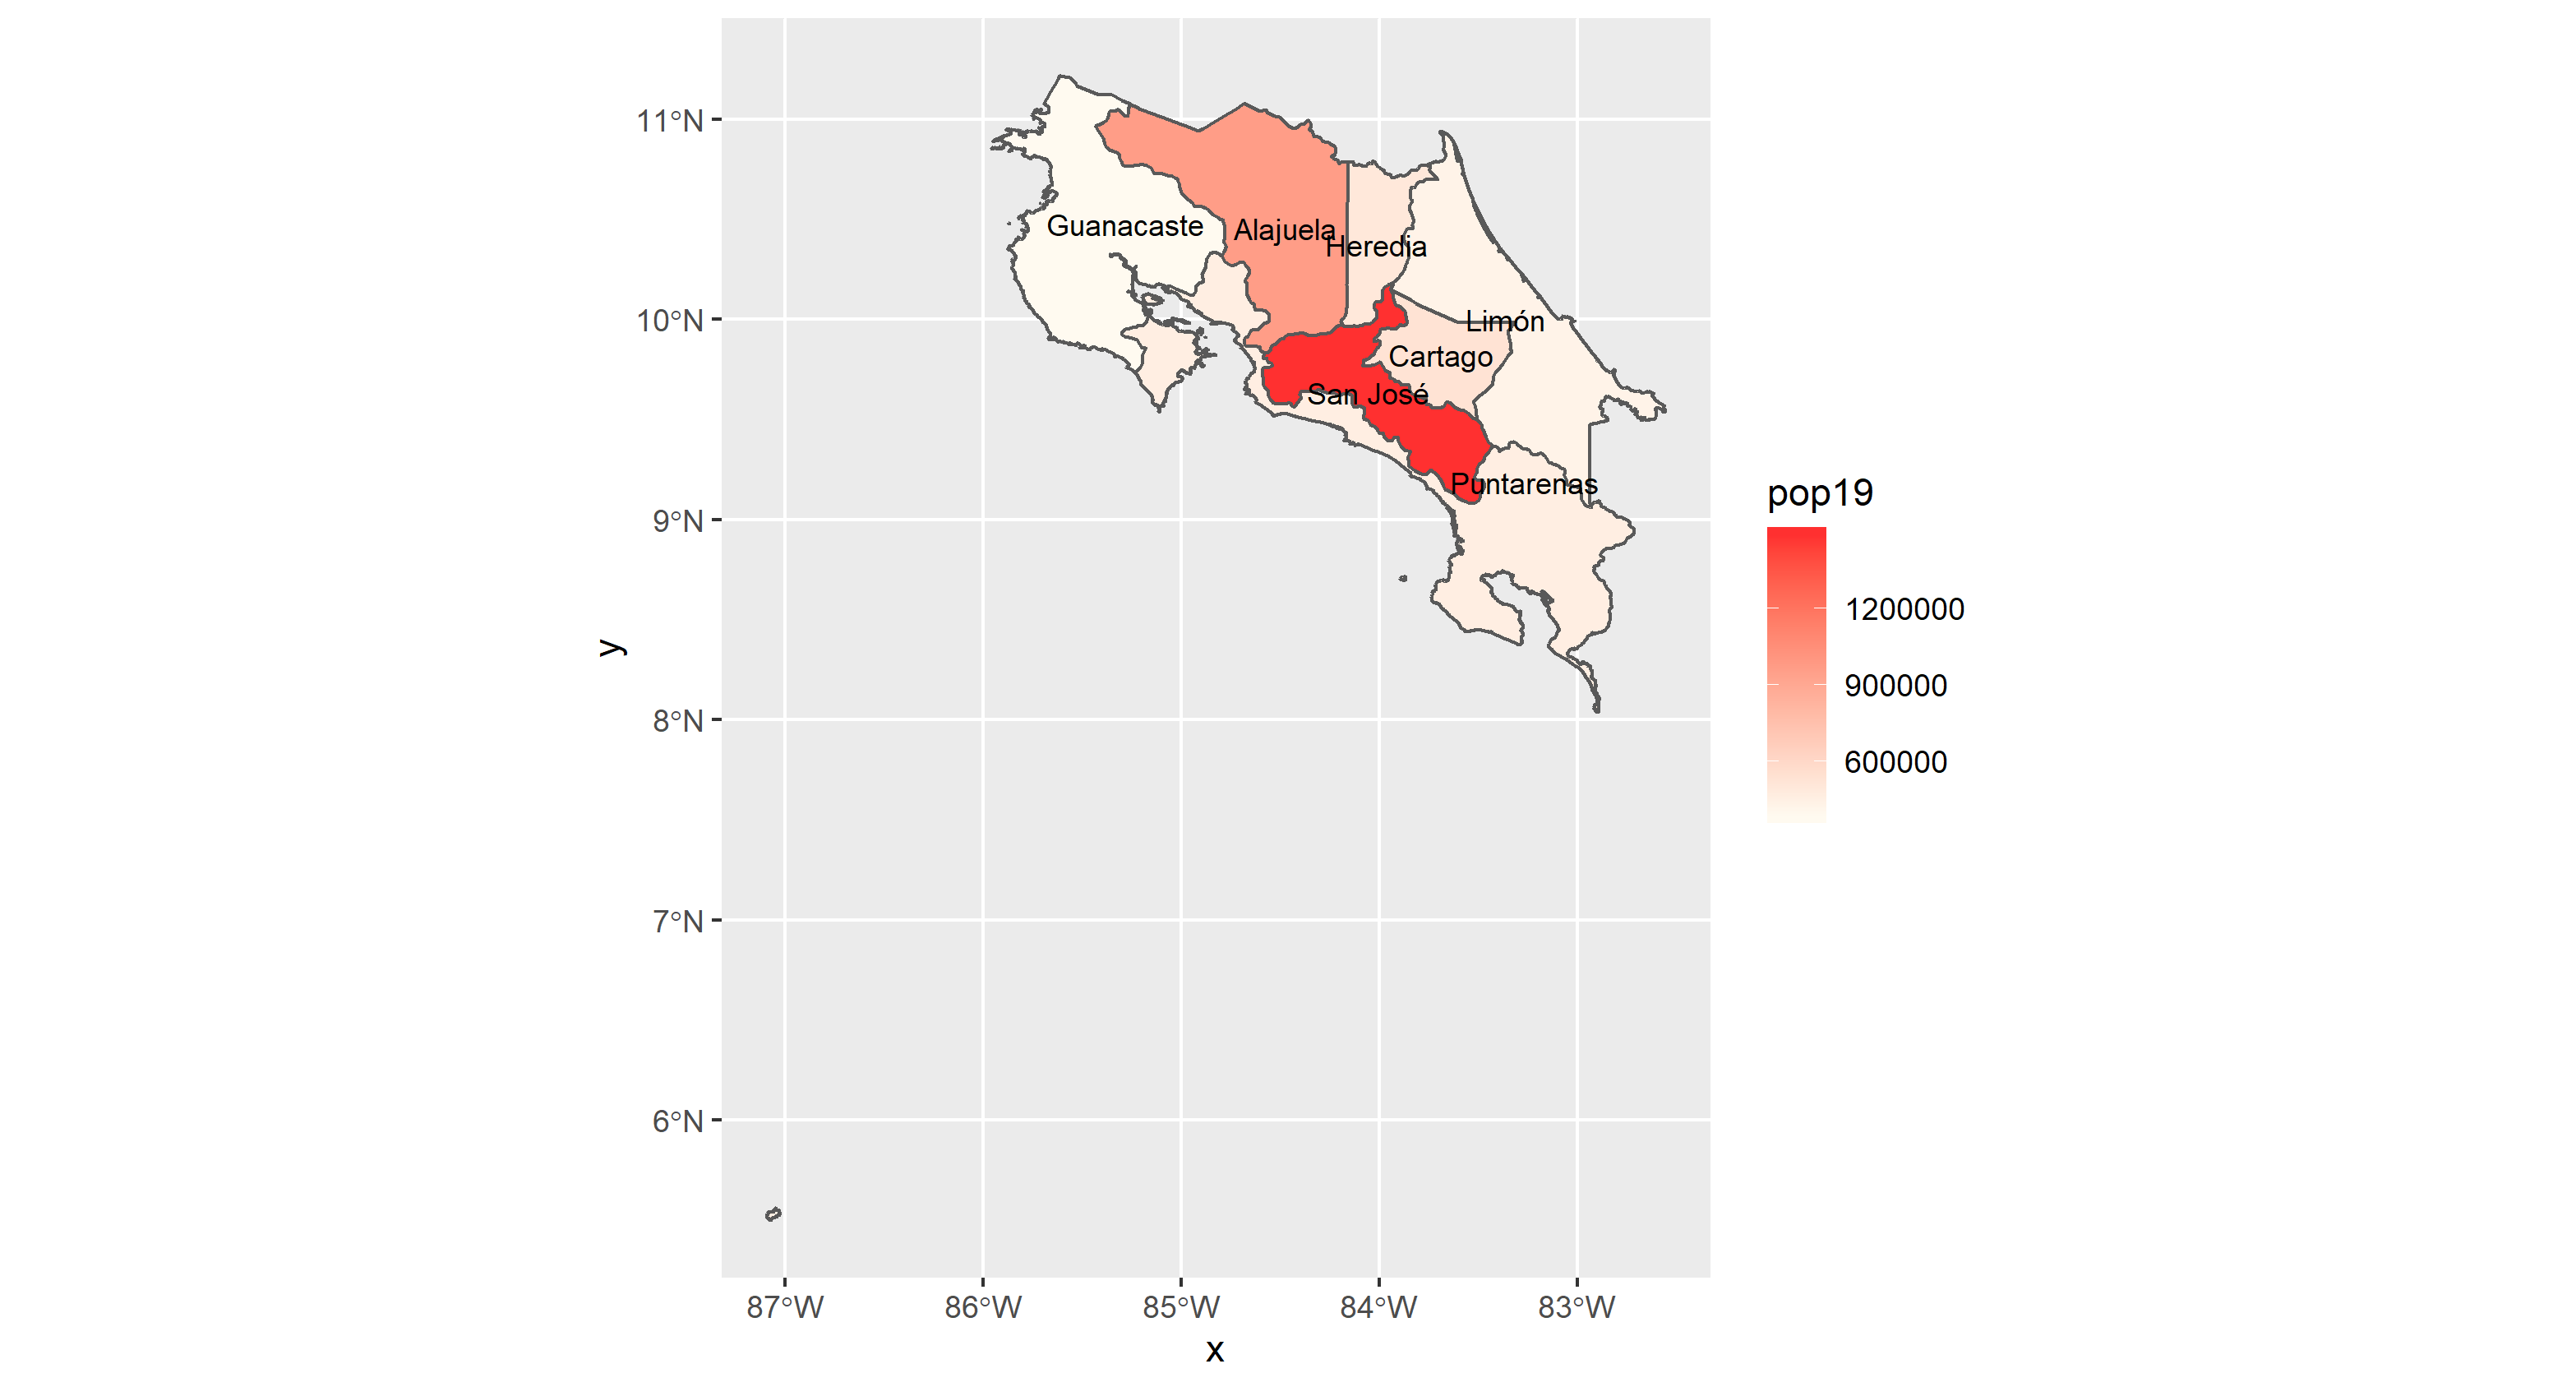 11°N
10°N
9°N
8°N
7°N
6°N
y
Guanacaste
Alajuela
Heredia
Limón
Cartago
San José
Puntarenas
87°W
86°W
85°W
84°W
83°W
x
pop19
1200000
900000
600000